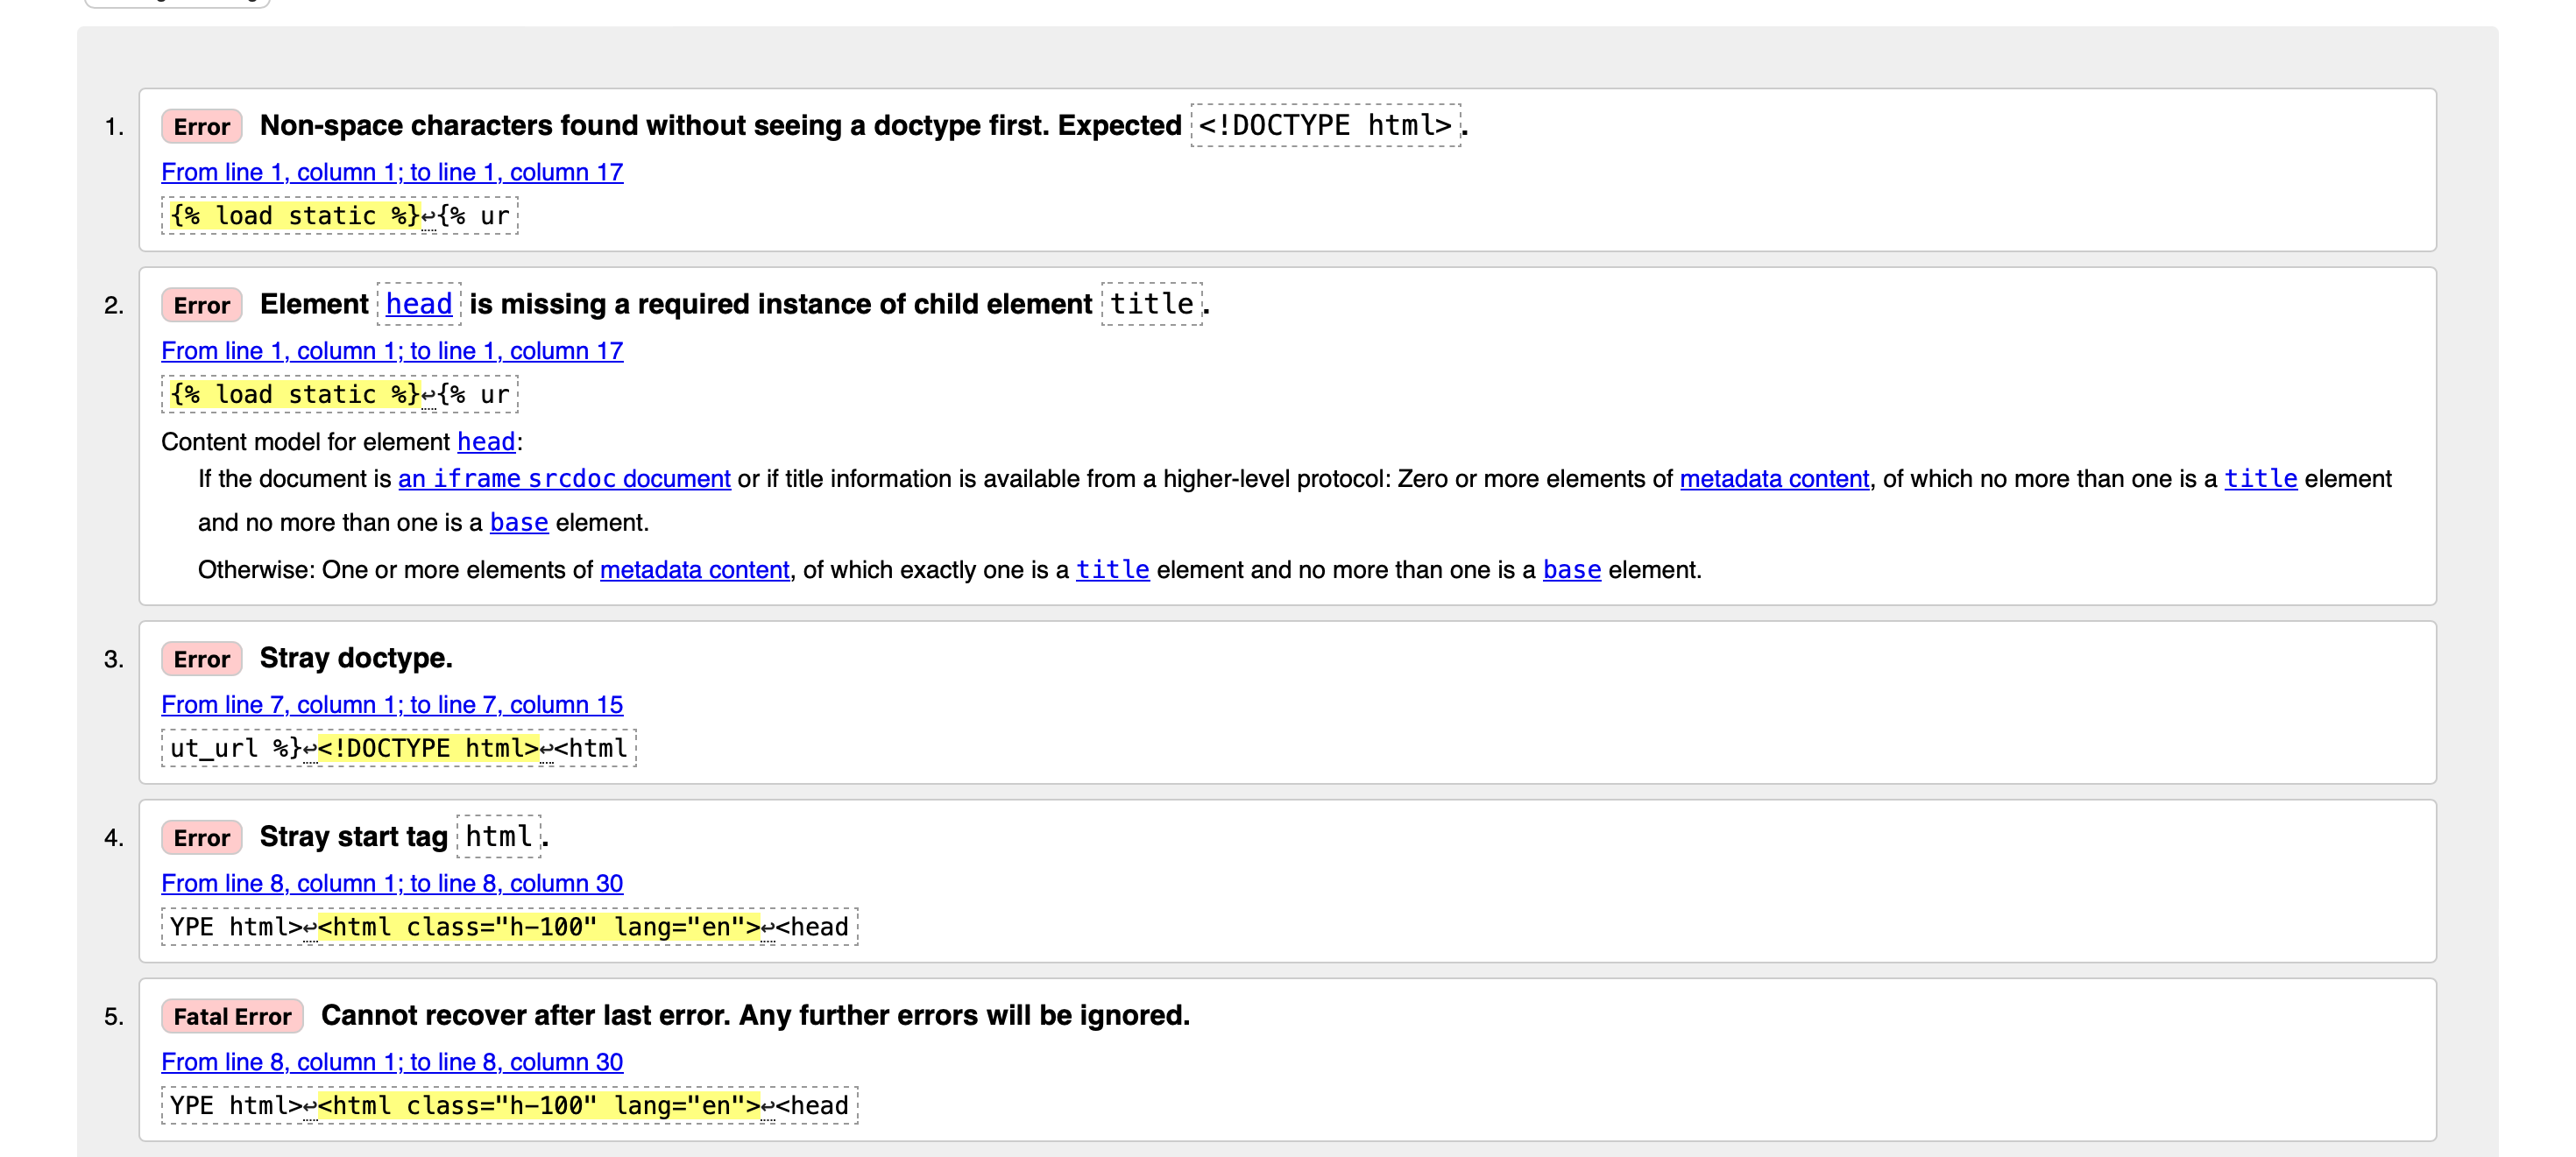 1. Error Non-space characters found without seeing a doctype first. Expected <!DOCTYPE html>.
From line 1, column 1; to line 1, column 17
{% load static %}↩{% ur
2. Error Element head is missing a required instance of child element title.
From line 1, column 1; to line 1, column 17
{% load static %}↩{% ur
Content model for element head:
If the document is an iframe srcdoc document or if title information is available from a higher-level protocol: Zero or more elements of metadata content, of which no more than one is a title element
and no more than one is a base element.
Otherwise: One or more elements of metadata content, of which exactly one is a title element and no more than one is a base element.
3. Error Stray doctype.
From line 7, column 1; to line 7, column 15
ut_url %}↩<!DOCTYPE html>↩<html
4. Error Stray start tag html.
From line 8, column 1; to line 8, column 30
YPE html>↩<html class="h-100" lang="en">↩<head
5. Fatal Error Cannot recover after last error. Any further errors will be ignored.
From line 8, column 1; to line 8, column 30
YPE html>↩<html class="h-100" lang="en">↩<head